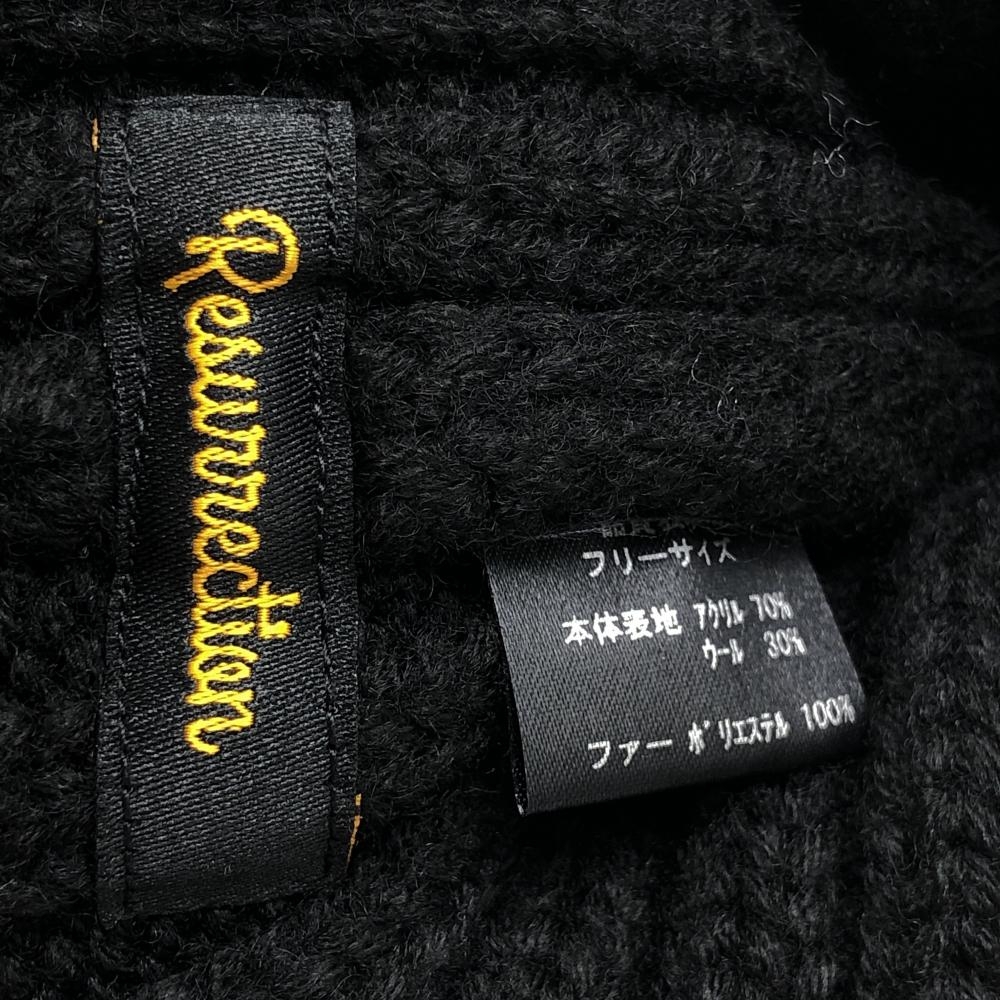 Resurrection
フリーサイズ
本体表地 アクリル 70%
ウール 30%
ファー ポリエステル 100%